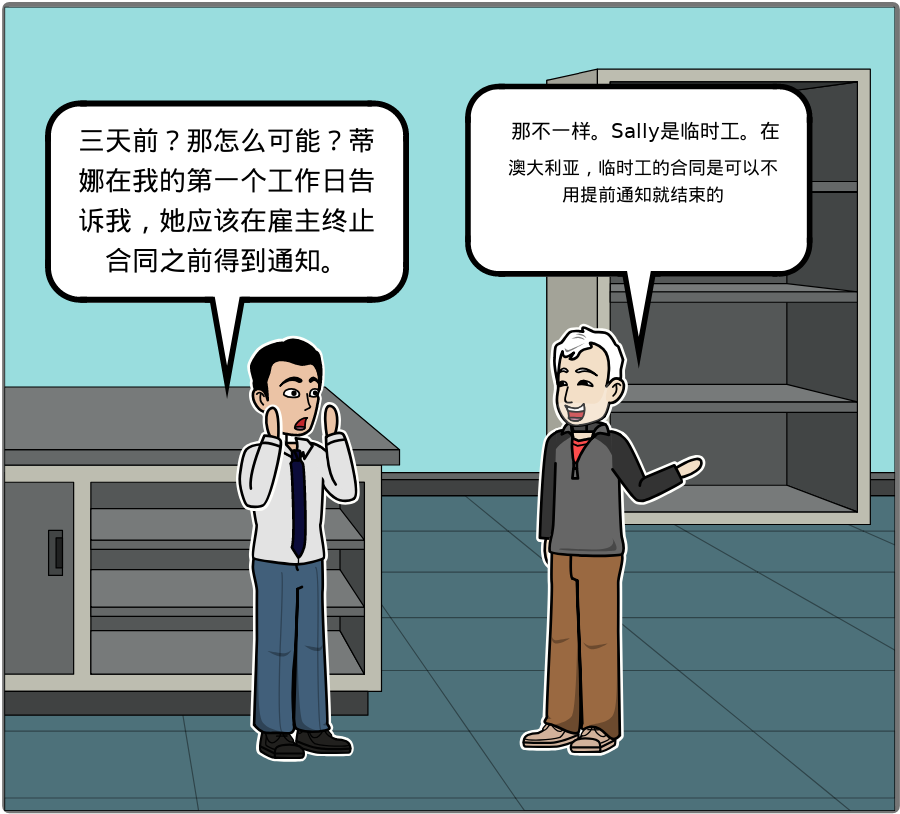 三天前？那怎么可能？蒂
娜在我的第一个工作日告
诉我，她应该在雇主终止
合同之前得到通知。
那不一样。Sally是临时工。在
澳大利亚，临时工的合同是可以不
用提前通知就结束的